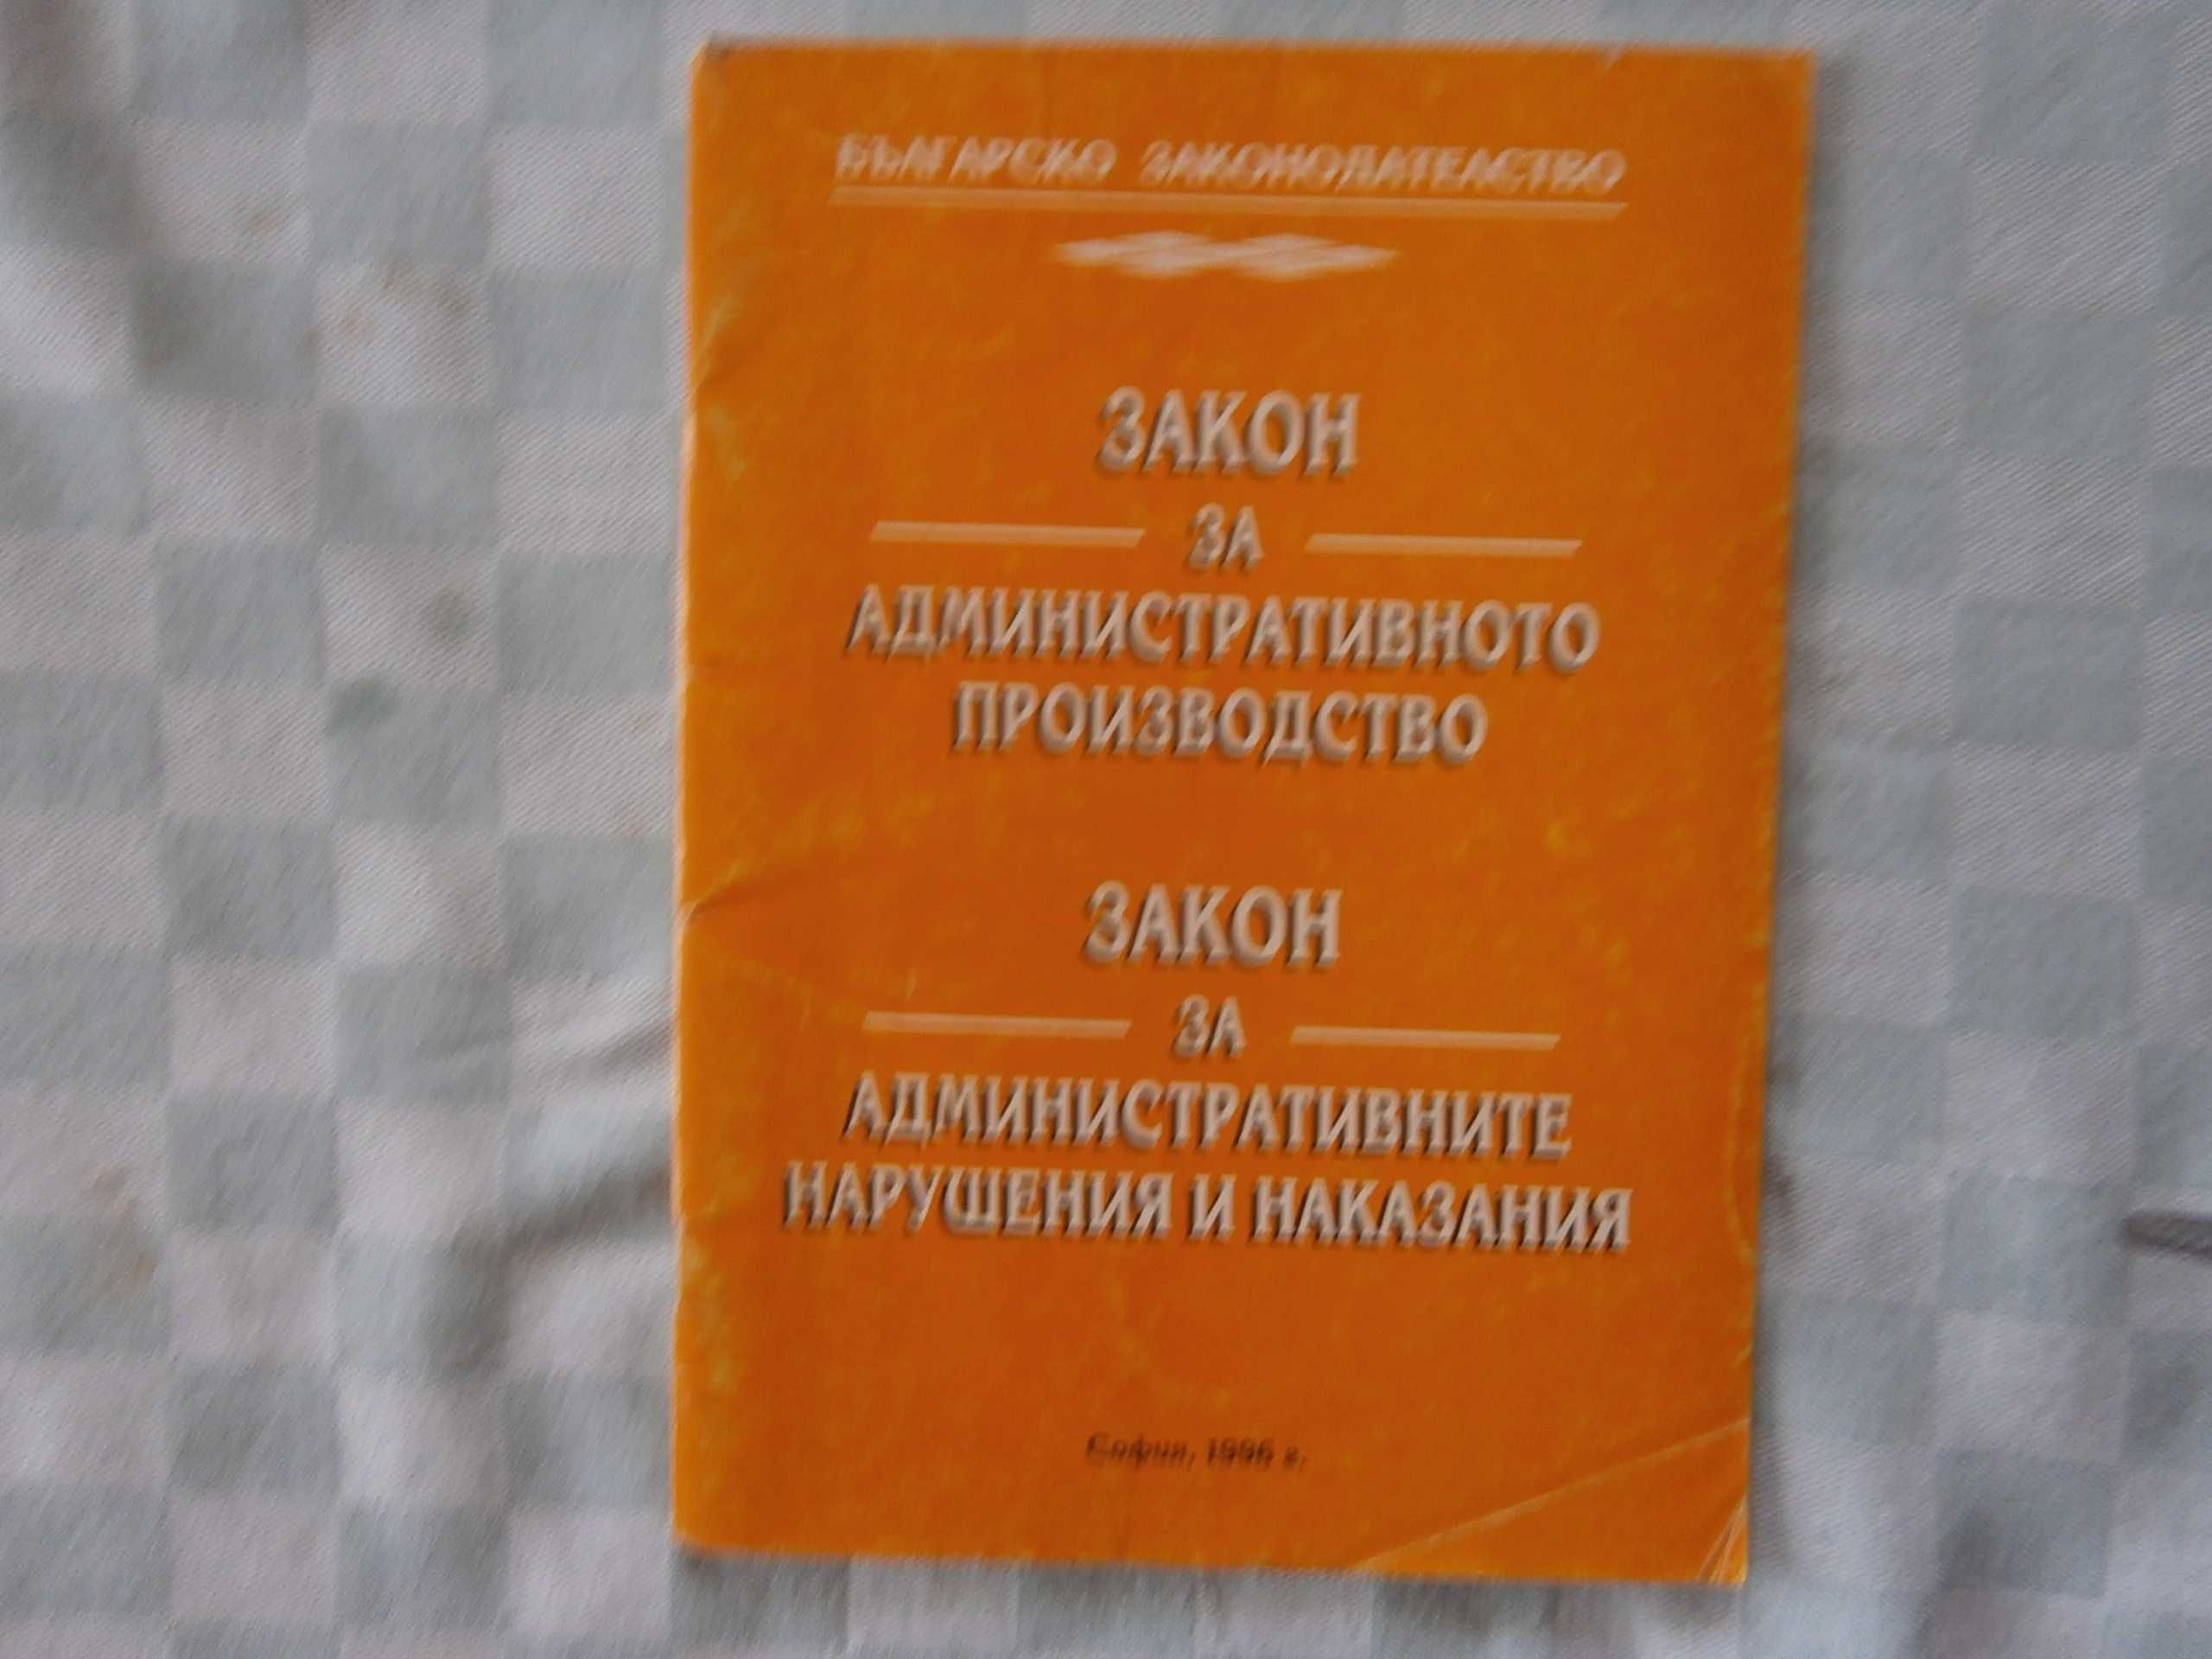 БЪЛГАРСКО ЗАКОНОДАТЕЛСТВО
ЗАКОН
ЗА
АДМИНИСТРАТИВНОТО
ПРОИЗВОДСТВО
ЗАКОН
ЗА
АДМИНИСТРАТИВНИТЕ
НАРУШЕНИЯ И НАКАЗАНИЯ
София, 1996 г.